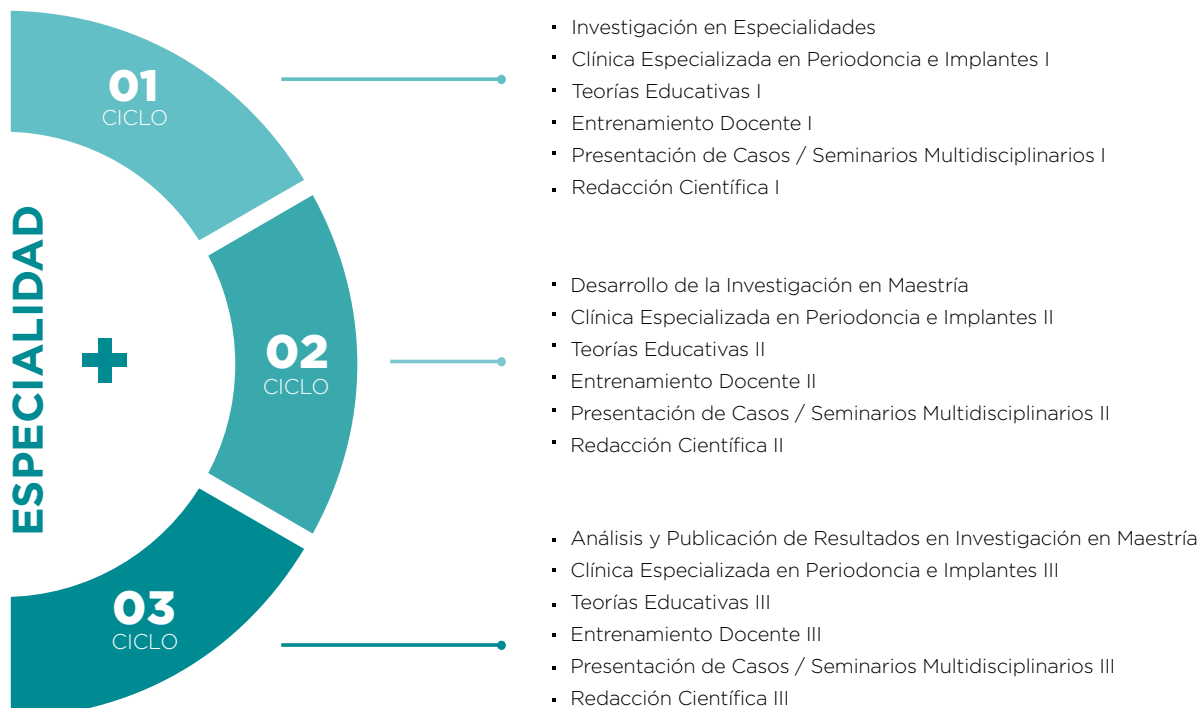 ESPECIALIDAD
01
CICLO
▪ Investigación en Especialidades
▪ Clínica Especializada en Periodoncia e Implantes I
▪ Teorías Educativas I
▪ Entrenamiento Docente I
▪ Presentación de Casos / Seminarios Multidisciplinarios I
▪ Redacción Científica I
02
CICLO
▪ Desarrollo de la Investigación en Maestría
▪ Clínica Especializada en Periodoncia e Implantes II
▪ Teorías Educativas II
▪ Entrenamiento Docente II
▪ Presentación de Casos / Seminarios Multidisciplinarios II
▪ Redacción Científica II
03
CICLO
▪ Análisis y Publicación de Resultados en Investigación en Maestría
▪ Clínica Especializada en Periodoncia e Implantes III
▪ Teorías Educativas III
▪ Entrenamiento Docente III
▪ Presentación de Casos / Seminarios Multidisciplinarios III
▪ Redacción Científica III